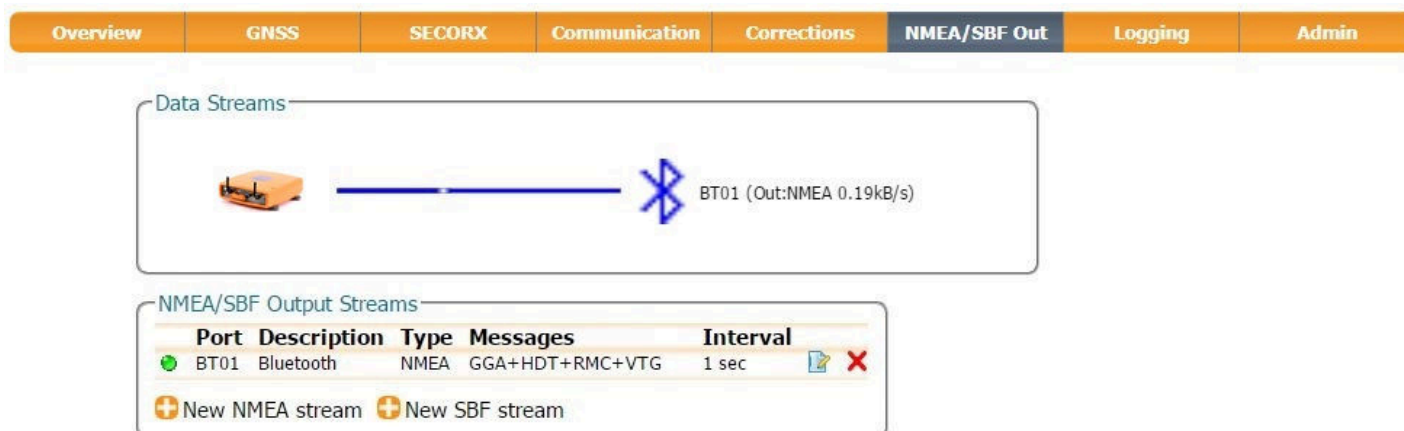 Overview GNSS SECORX Communication Corrections NMEA/SBF Out Logging Admin
Data Streams
BT01 (Out:NMEA 0.19kB/s)
NMEA/SBF Output Streams
Port Description Type Messages Interval
BT01 Bluetooth NMEA GGA+HDT+RMC+VTG 1 sec
New NMEA stream New SBF stream